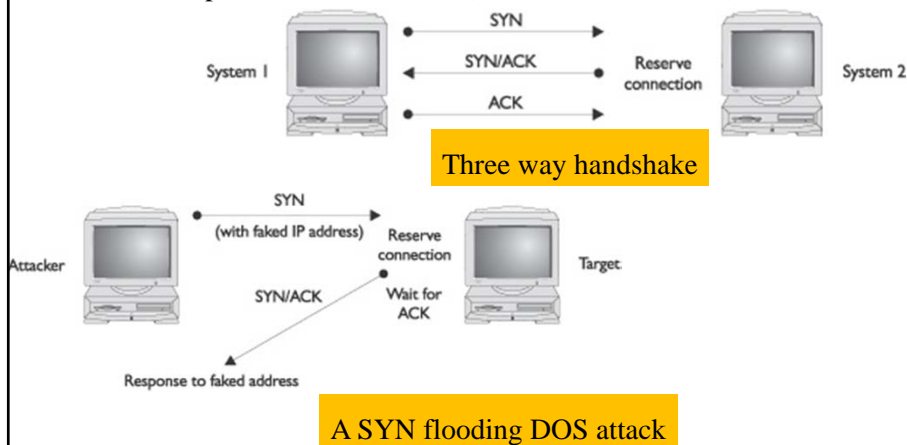 SYN
System 1
SYN/ACK
Reserve
connection
System 2
ACK
Three way handshake
SYN
(with faked IP address)
Reserve
connection
Attacker
Target
SYN/ACK
Wait for
ACK
Response to faked address
A SYN flooding DOS attack